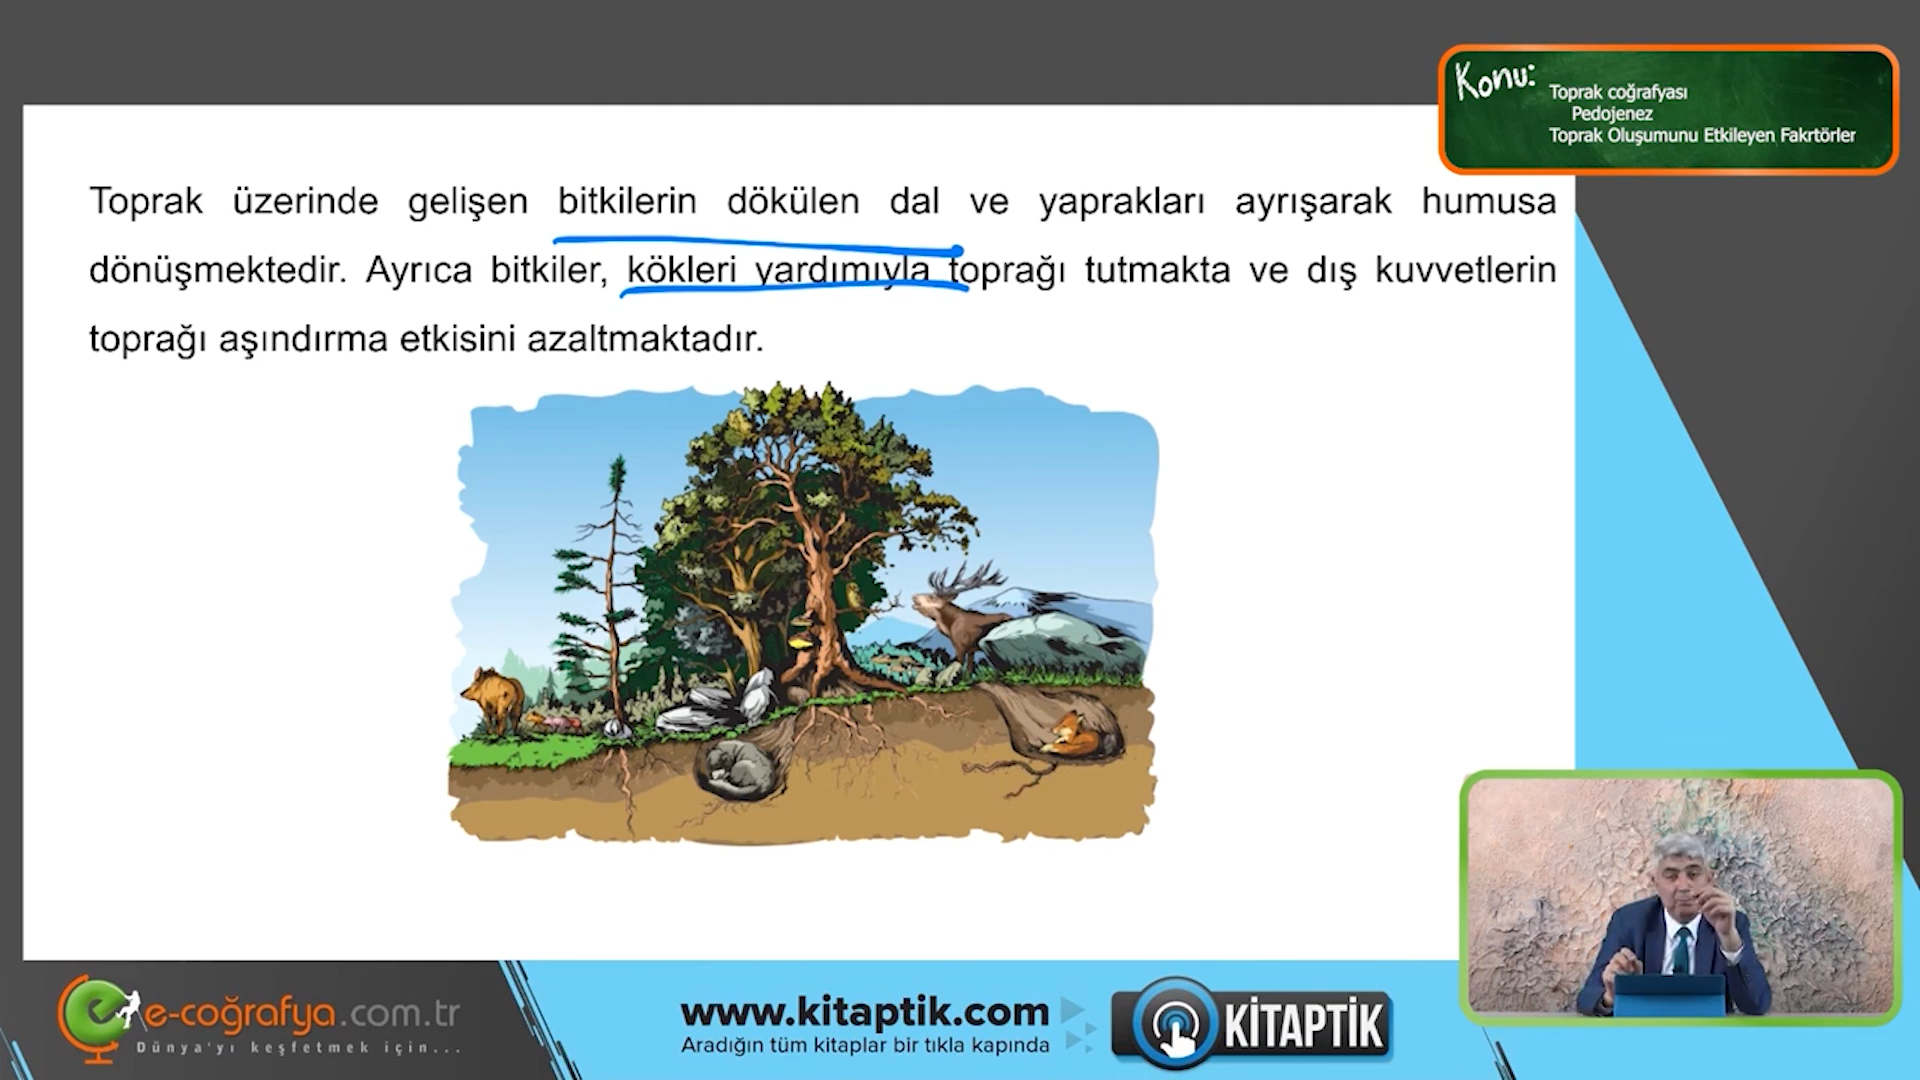 Konu:
Toprak coğrafyası
Pedojenez
Toprak Oluşumunu Etkileyen Fakrtörler
Toprak üzerinde gelişen bitkilerin dökülen dal ve yaprakları ayrışarak humusa
dönüşmektedir. Ayrıca bitkiler, kökleri yardımıyla toprağı tutmakta ve dış kuvvetlerin
toprağı aşındırma etkisini azaltmaktadır.
e-coğrafya.com.tr
Dünya'yı keşfetmek için...
www.kitaptik.com
Aradığın tüm kitaplar bir tıkla kapında
KİTAPTİK